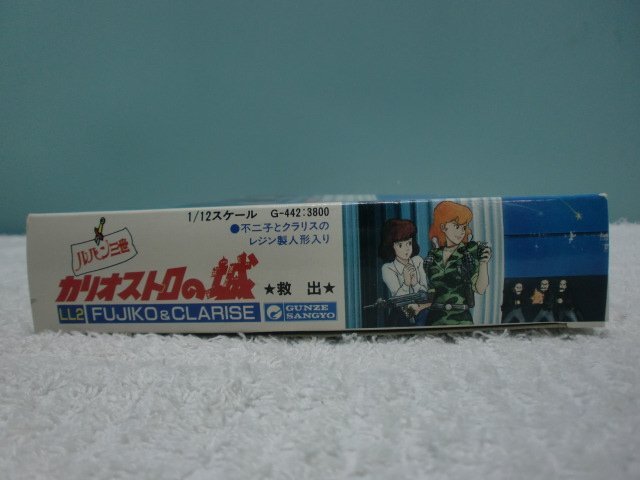 1/12スケール G-442:3800
●不二子とクラリスの
レジン製人形入り
ルパン三世
カリオストロの城
★救出★
LL2 FUJIKO & CLARISE
GUNZE
SANGYO